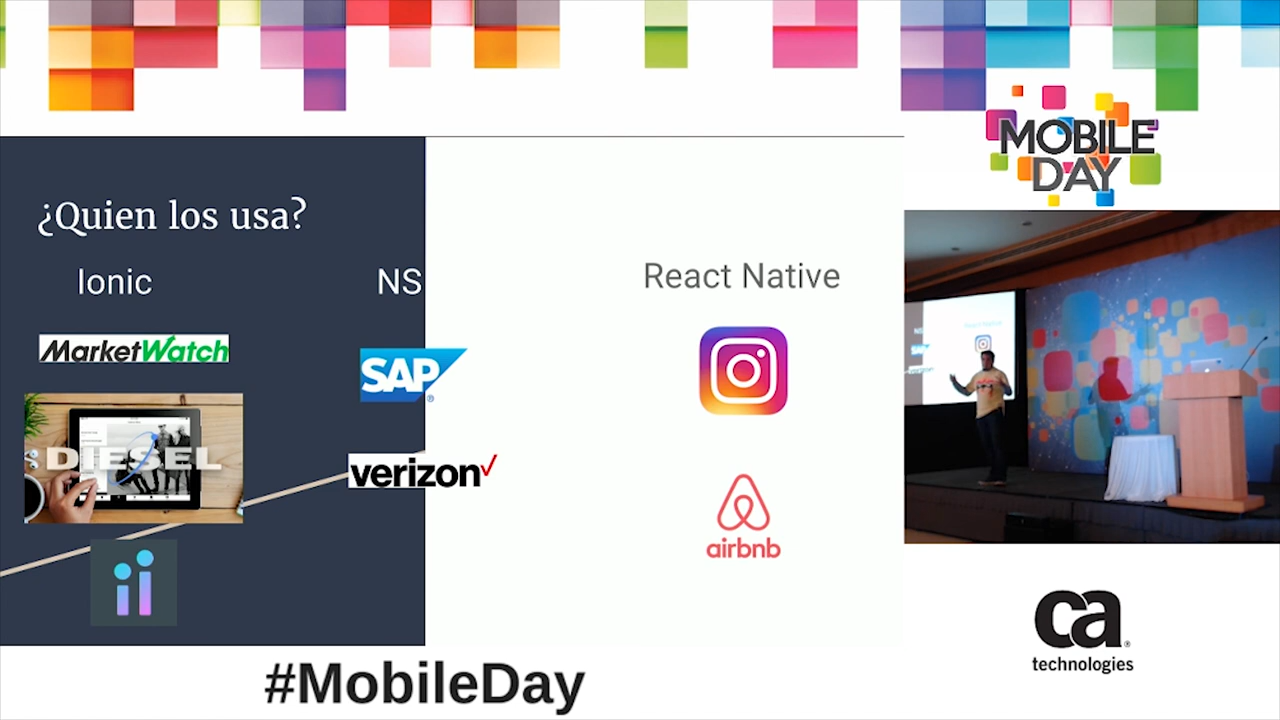 MOBILE
DAY
¿Quien los usa?
Ionic
NS
React Native
MarketWatch
SAP
®
DIESEL
verizon
airbnb
ca
®
technologies
#MobileDay